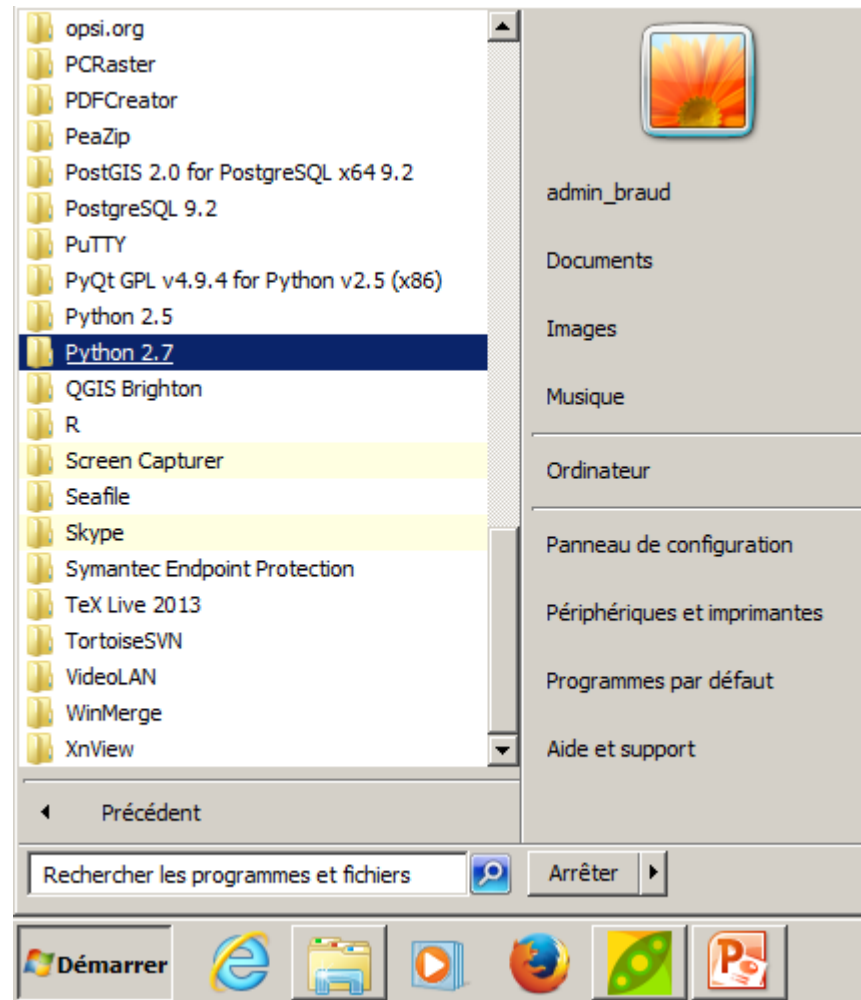 opsi.org
PCRaster
PDFCreator
PeaZip
PostGIS 2.0 for PostgreSQL x64 9.2
PostgreSQL 9.2
PuTTY
PyQt GPL v4.9.4 for Python v2.5 (x86)
Python 2.5
Python 2.7
QGIS Brighton
R
Screen Capturer
Seafile
Skype
Symantec Endpoint Protection
TeX Live 2013
TortoiseSVN
VideoLAN
WinMerge
XnView
Précédent
Rechercher les programmes et fichiers
admin_braud
Documents
Images
Musique
Ordinateur
Panneau de configuration
Périphériques et imprimantes
Programmes par défaut
Aide et support
Arrêter
Démarrer